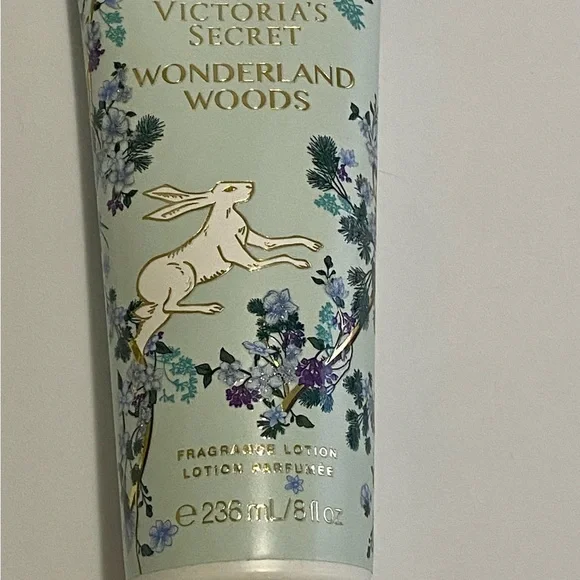 VICTORIA'S
SECRET
WONDERLAND
WOODS
FRAGRANCE LOTION
LOTION PARFUMÉE
℮ 236 mL/8 fl oz